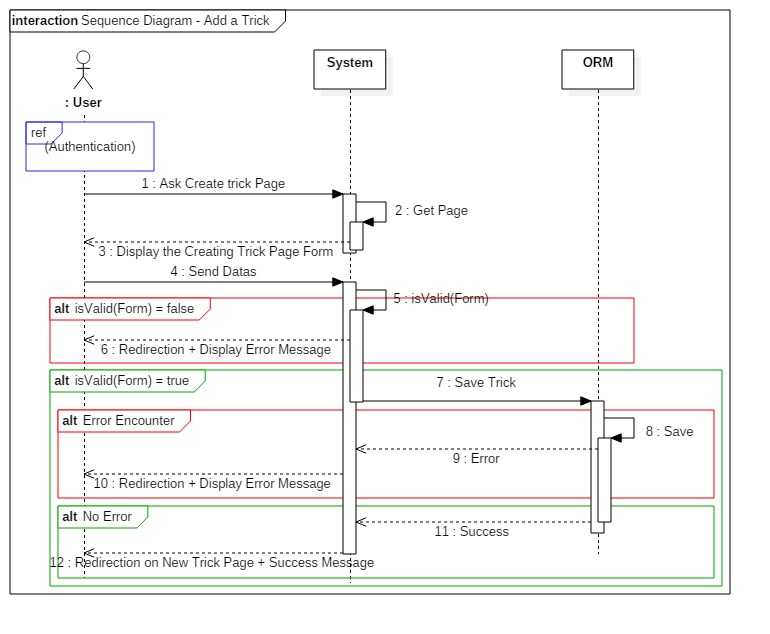 interaction Sequence Diagram - Add a Trick
System
ORM
: User
ref
(Authentication)
1 : Ask Create trick Page
2 : Get Page
3 : Display the Creating Trick Page Form
4 : Send Datas
5 : isValid(Form)
alt isValid(Form) = false
6 : Redirection + Display Error Message
alt isValid(Form) = true
7 : Save Trick
alt Error Encounter
8 : Save
9 : Error
10 : Redirection + Display Error Message
alt No Error
11 : Success
12 : Redirection on New Trick Page + Success Message